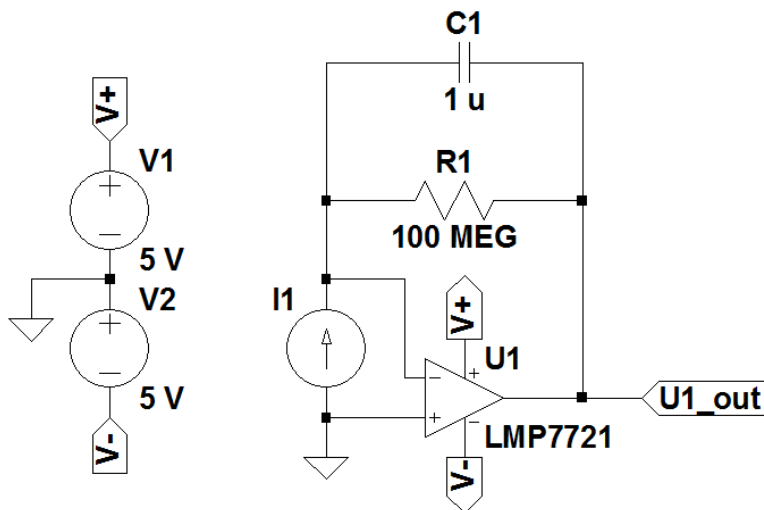 C1
1 u
V+
V1
R1
100 MEG
5 V
V2
I1
V+
U1
5 V
U1_out
LMP7721
V-
V-